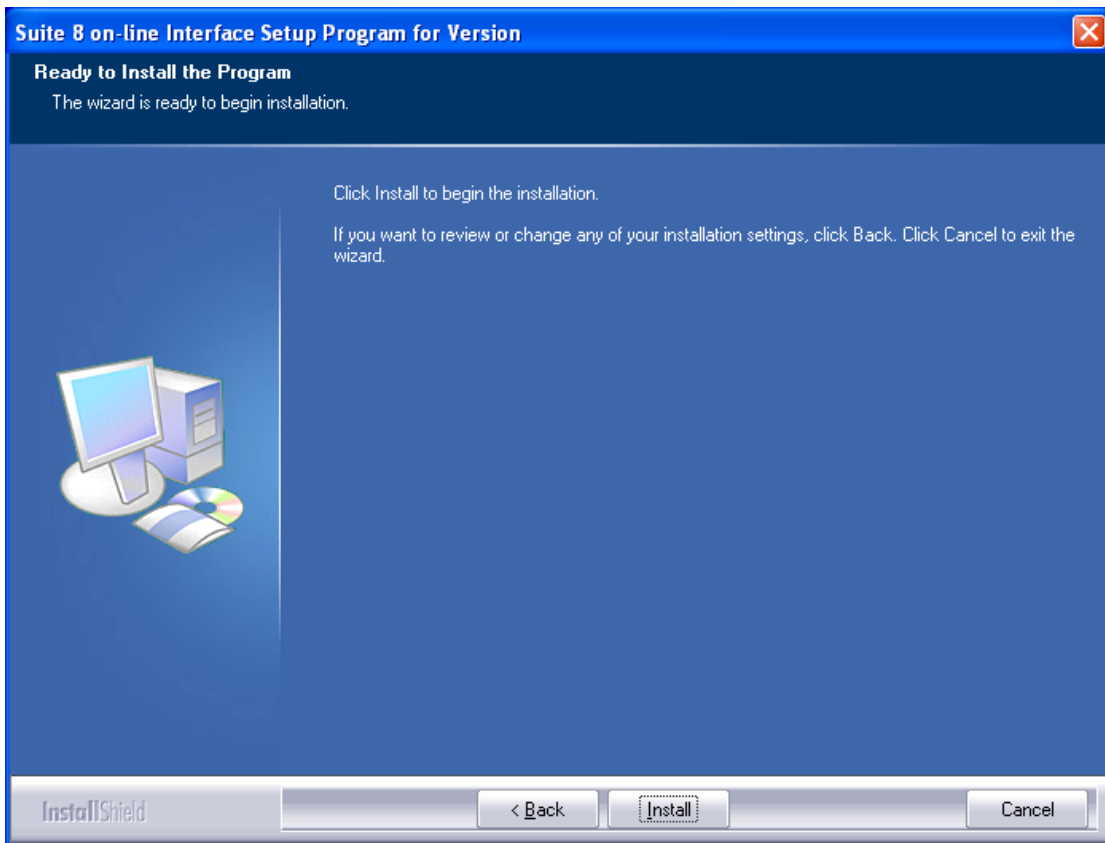 Suite 8 on-line Interface Setup Program for Version
Ready to Install the Program
The wizard is ready to begin installation.
Click Install to begin the installation.
If you want to review or change any of your installation settings, click Back. Click Cancel to exit the
wizard.
InstallShield
< Back
Install
Cancel